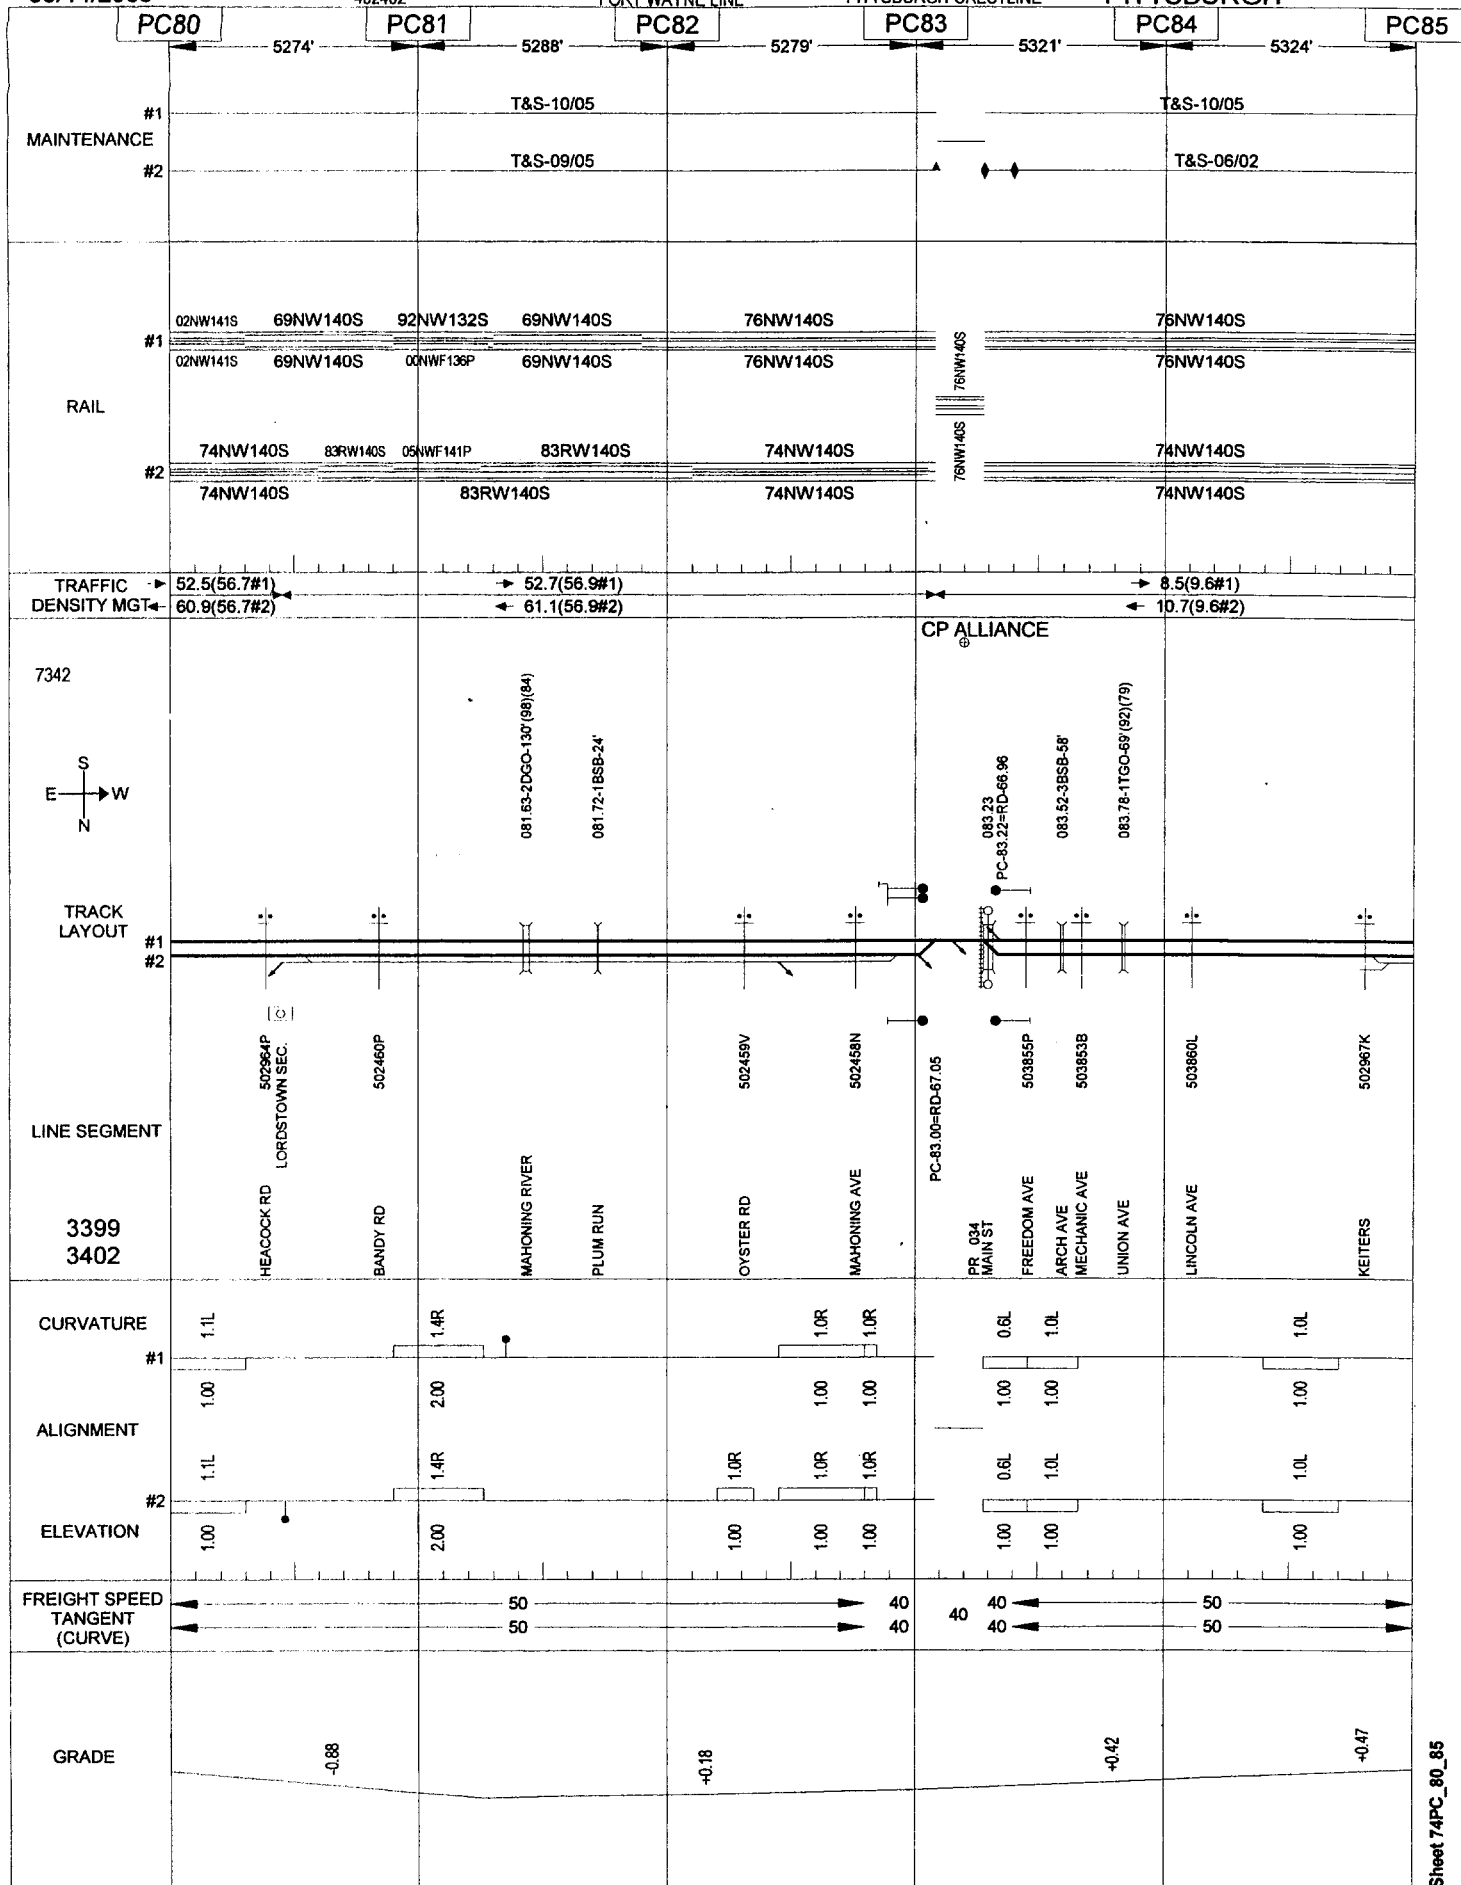 FORT WAYNE LINE
PC80 PC81 PC82 PC83 PC84 PC85
5274' 5288' 5279' 5321' 5324'
MAINTENANCE
#1 T&S-10/05 T&S-10/05
#2 T&S-09/05 T&S-06/02
RAIL
02NW141S 69NW140S 92NW132S 69NW140S 76NW140S 76NW140S
#1
02NW141S 69NW140S 00NWF136P 69NW140S 76NW140S 76NW140S
76NW140S
76NW140S
74NW140S 83RW140S 05NWF141P 83RW140S 74NW140S 74NW140S
#2
74NW140S 83RW140S 74NW140S 74NW140S
TRAFFIC 52.5(56.7#1) 52.7(56.9#1) 8.5(9.6#1)
DENSITY MGT 60.9(56.7#2) 61.1(56.9#2) 10.7(9.6#2)
CP ALLIANCE
7342
S
E W
N
081.63-2DGO-130'(98)(84)
081.72-1BSB-24'
083.23
PC-83.22=RD-66.96
083.52-3BSB-58'
083.78-1TGO-69'(92)(79)
TRACK
LAYOUT
#1
#2
502964P
LORDSTOWN SEC.
502460P
502459V
502458N
PC-83.00=RD-67.05
503855P
503853B
503860L
502967K
LINE SEGMENT
3399
3402
HEACOCK RD
BANDY RD
MAHONING RIVER
PLUM RUN
OYSTER RD
MAHONING AVE
PR 034
MAIN ST
FREEDOM AVE
ARCH AVE
MECHANIC AVE
UNION AVE
LINCOLN AVE
KEITERS
CURVATURE
1.1L 1.4R 1.0R 1.0R 0.6L 1.0L 1.0L
#1
1.00 2.00 1.00 1.00 1.00 1.00 1.00
ALIGNMENT
1.1L 1.4R 1.0R 1.0R 1.0R 0.6L 1.0L 1.0L
#2
ELEVATION
1.00 2.00 1.00 1.00 1.00 1.00 1.00 1.00
FREIGHT SPEED
TANGENT
(CURVE)
50 40 40 40 50
50 40 40 50
GRADE
-0.88 +0.18 +0.42 +0.47
Sheet 74PC_80_85